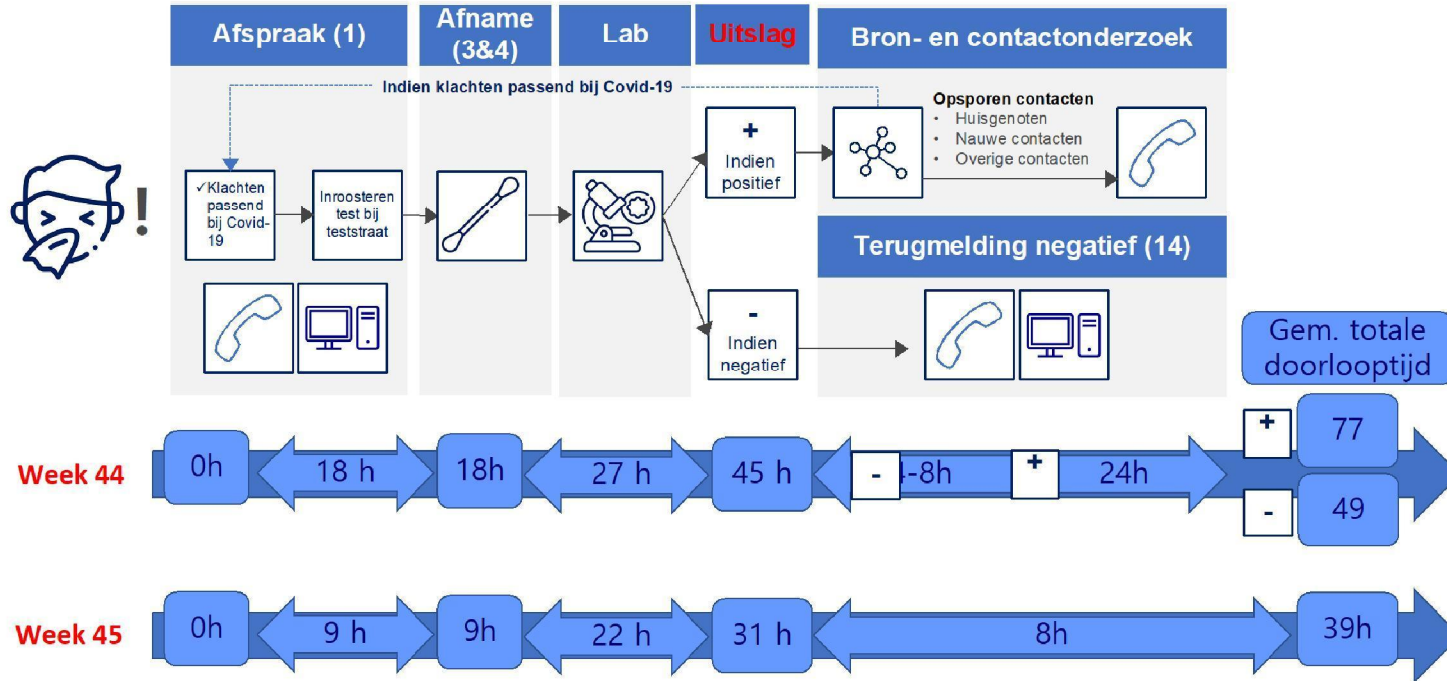 Afspraak (1)
Afname
(3&4)
Lab
Uitslag
Bron- en contactonderzoek
Indien klachten passend bij Covid-19
✓Klachten
passend
bij Covid-
19
Inroosteren
test bij
teststraat
+
Indien
positief
Opsporen contacten
• Huisgenoten
• Nauwe contacten
• Overige contacten
!
Terugmelding negatief (14)
-
Indien
negatief
Gem. totale
doorlooptijd
Week 44
0h
18 h
18h
27 h
45 h
-
-8h
+
24h
+
77
-
49
Week 45
0h
9 h
9h
22 h
31 h
8h
39h